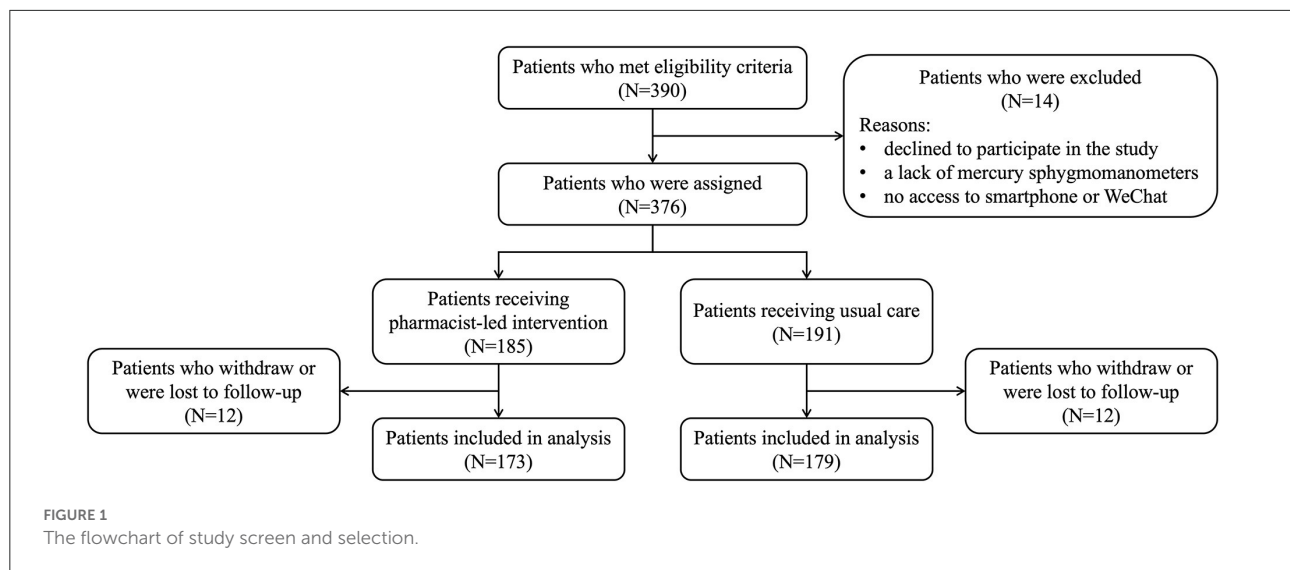 Patients who met eligibility criteria
(N=390)
Patients who were excluded
(N=14)
Reasons:
• declined to participate in the study
• a lack of mercury sphygmomanometers
• no access to smartphone or WeChat
Patients who were assigned
(N=376)
Patients receiving
pharmacist-led intervention
(N=185)
Patients receiving usual care
(N=191)
Patients who withdraw or
were lost to follow-up
(N=12)
Patients who withdraw or
were lost to follow-up
(N=12)
Patients included in analysis
(N=173)
Patients included in analysis
(N=179)
FIGURE 1
The flowchart of study screen and selection.